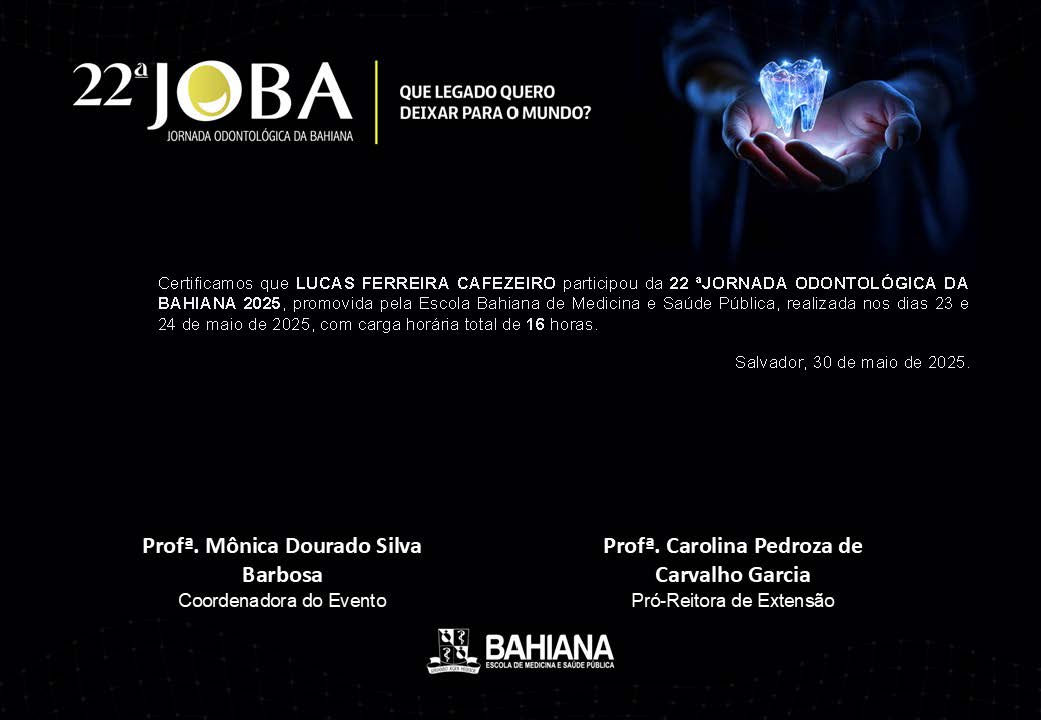 22ª JOBA
JORNADA ODONTOLÓGICA DA BAHIANA
QUE LEGADO QUERO
DEIXAR PARA O MUNDO?
Certificamos que LUCAS FERREIRA CAFEZEIRO participou da 22 ªJORNADA ODONTOLÓGICA DA
BAHIANA 2025, promovida pela Escola Bahiana de Medicina e Saúde Pública, realizada nos dias 23 e
24 de maio de 2025, com carga horária total de 16 horas.
Salvador, 30 de maio de 2025.
Profª. Mônica Dourado Silva
Barbosa
Coordenadora do Evento
Profª. Carolina Pedroza de
Carvalho Garcia
Pró-Reitora de Extensão
BAHIANA
ESCOLA DE MEDICINA E SAÚDE PÚBLICA